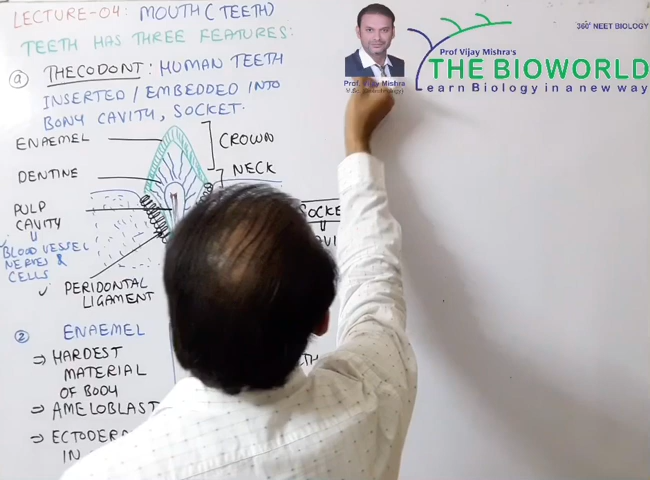 LECTURE-04: MOUTH (TEETH)
TEETH HAS THREE FEATURES:
a THECODONT: HUMAN TEETH
INSERTED / EMBEDDED INTO
BONY CAVITY, SOCKET.
ENAEMEL
CROWN
DENTINE
NECK
PULP
CAVITY
BLOOD VESSEL
NERVES &
CELLS
PERIDONTAL
LIGAMENT
2 ENAEMEL
⇒ HARDEST
MATERIAL
OF BODY
⇒ AMELOBLAST
IN
360° NEET BIOLOGY
Prof Vijay Mishra's
THE BIOWORLD
Learn Biology in a new way
Prof. Vijay Mishra